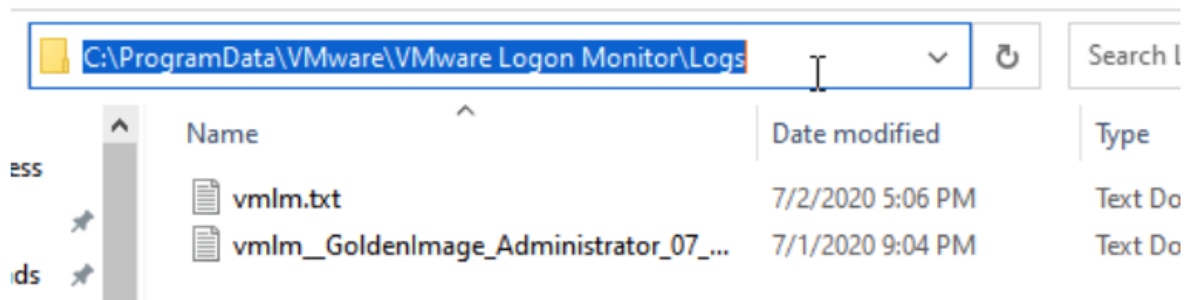 C:\ProgramData\VMware\VMware Logon Monitor\Logs Search L
Name Date modified Type
ess
vmlm.txt 7/2/2020 5:06 PM Text Do
vmlm__GoldenImage_Administrator_07_... 7/1/2020 9:04 PM Text Do
ds